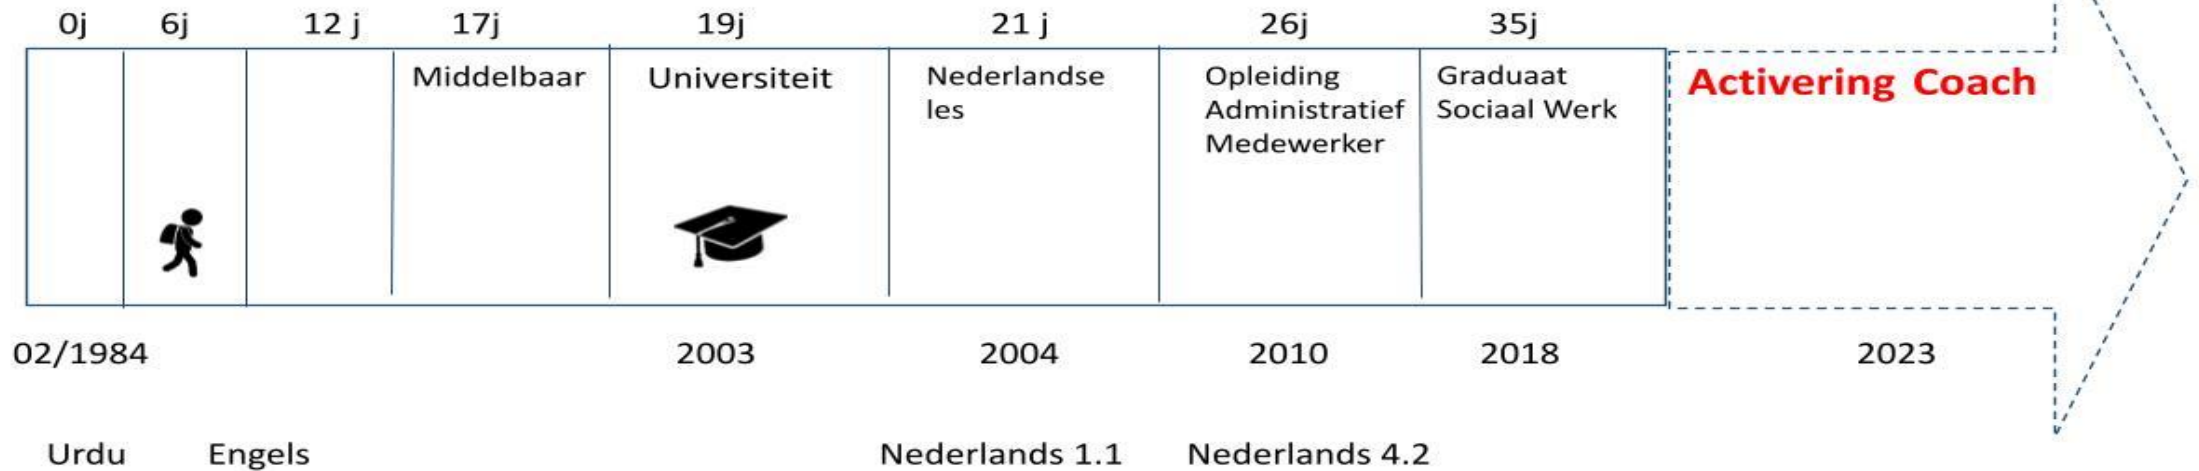 0j 6j 12 j 17j 19j 21 j 26j 35j
Middelbaar
Universiteit
Nederlandse
les
Opleiding
Administratief
Medewerker
Graduaat
Sociaal Werk
Activering Coach
02/1984 2003 2004 2010 2018 2023
Urdu Engels Nederlands 1.1 Nederlands 4.2